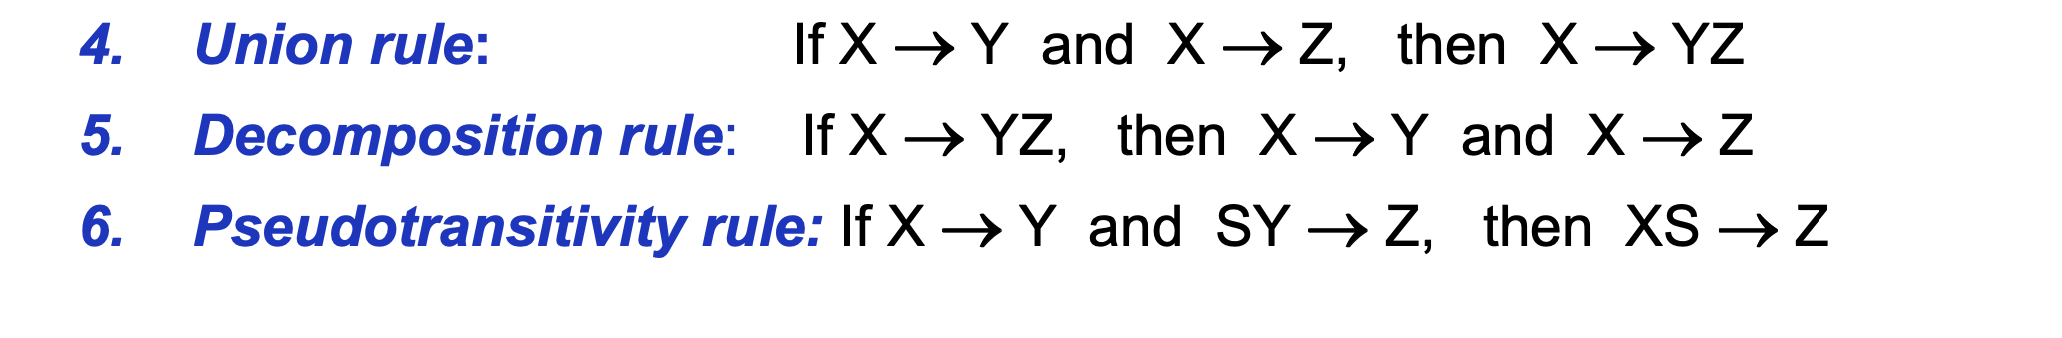 4. Union rule: If X → Y and X → Z, then X → YZ
5. Decomposition rule: If X → YZ, then X → Y and X → Z
6. Pseudotransitivity rule: If X → Y and SY → Z, then XS → Z